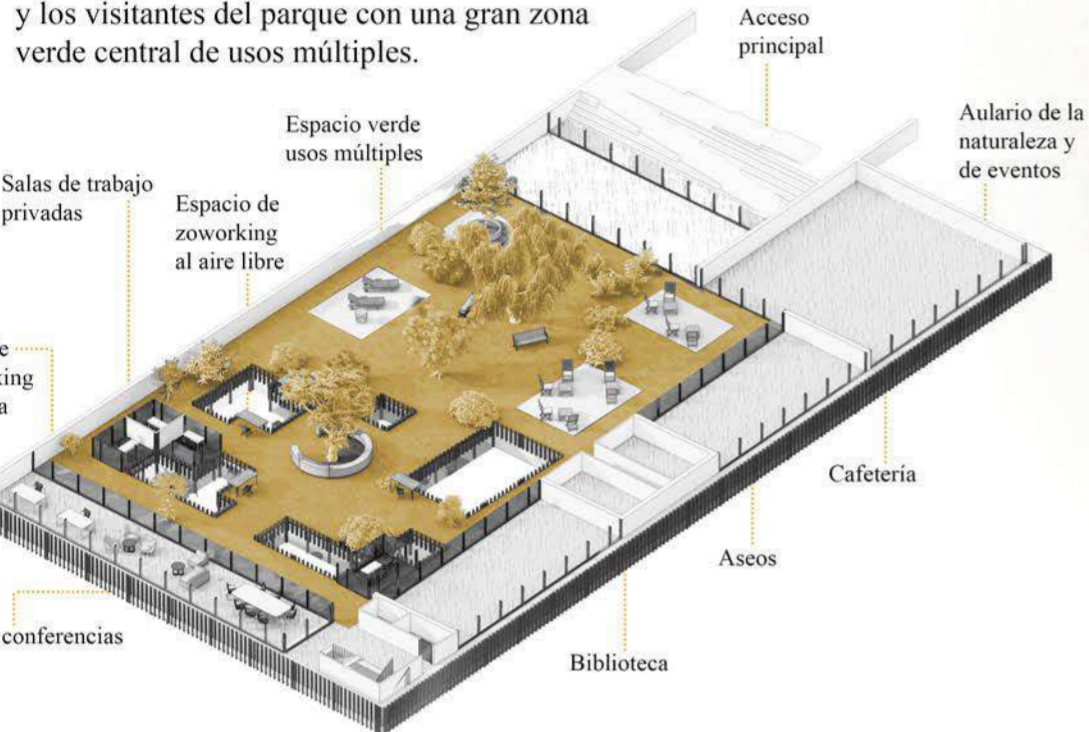 y los visitantes del parque con una gran zona
verde central de usos múltiples.
Acceso
principal
Espacio verde
usos múltiples
Aulario de la
naturaleza y
de eventos
Salas de trabajo
privadas
Espacio de
zoworking
al aire libre
conferencias
Cafetería
Aseos
Biblioteca